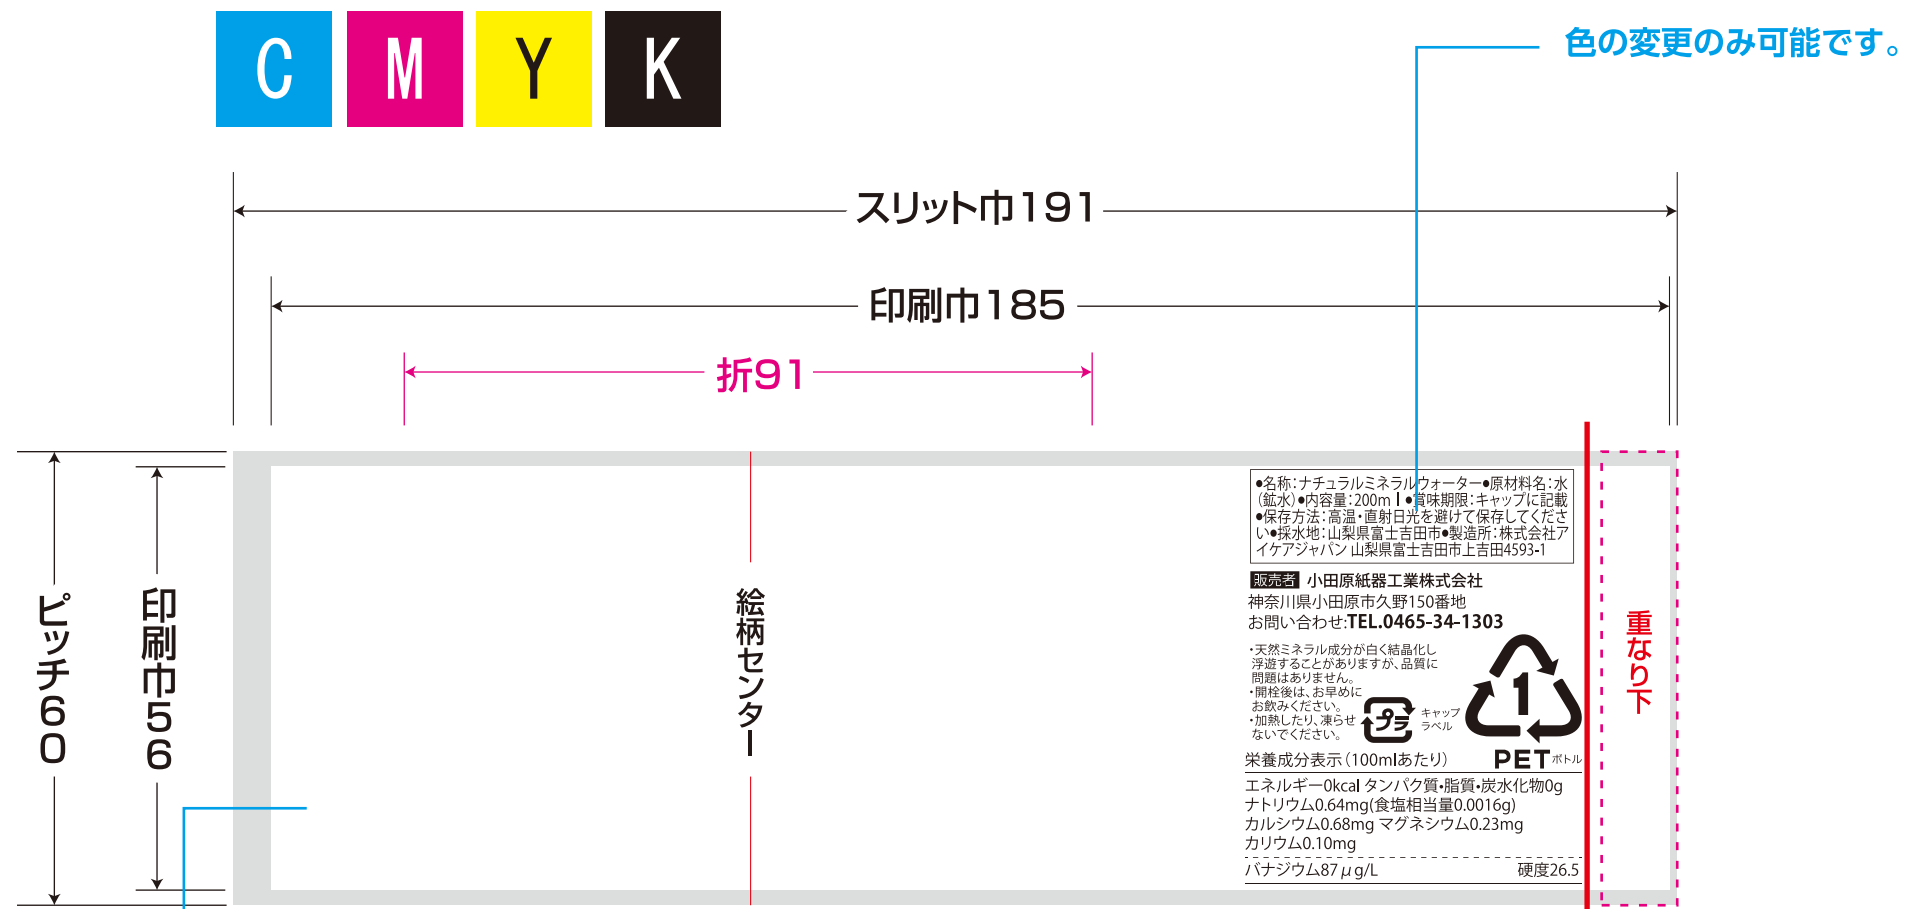 C M Y K
色の変更のみ可能です。
スリット巾191
印刷巾185
折91
ピッチ60
印刷巾56
絵柄センター
●名称：ナチュラルミネラルウォーター●原材料名：水
（鉱水）●内容量：200ml●賞味期限：キャップに記載
●保存方法：高温・直射日光を避けて保存してくださ
い●採水地：山梨県富士吉田市●製造所：株式会社ア
イケアジャパン 山梨県富士吉田市上吉田4593-1
販売者 小田原紙器工業株式会社
神奈川県小田原市久野150番地
お問い合わせ:TEL.0465-34-1303
・天然ミネラル成分が白く結晶化し
浮遊することがありますが、品質に
問題はありません。
・開栓後は、お早めに
お飲みください。
・加熱したり、凍らせ
ないでください。
プラ
キャップ
ラベル
1
PETボトル
栄養成分表示（100mlあたり）
エネルギー0kcal タンパク質・脂質・炭水化物0g
ナトリウム0.64mg(食塩相当量0.0016g)
カルシウム0.68mg マグネシウム0.23mg
カリウム0.10mg
バナジウム87μg/L 硬度26.5
重なり下